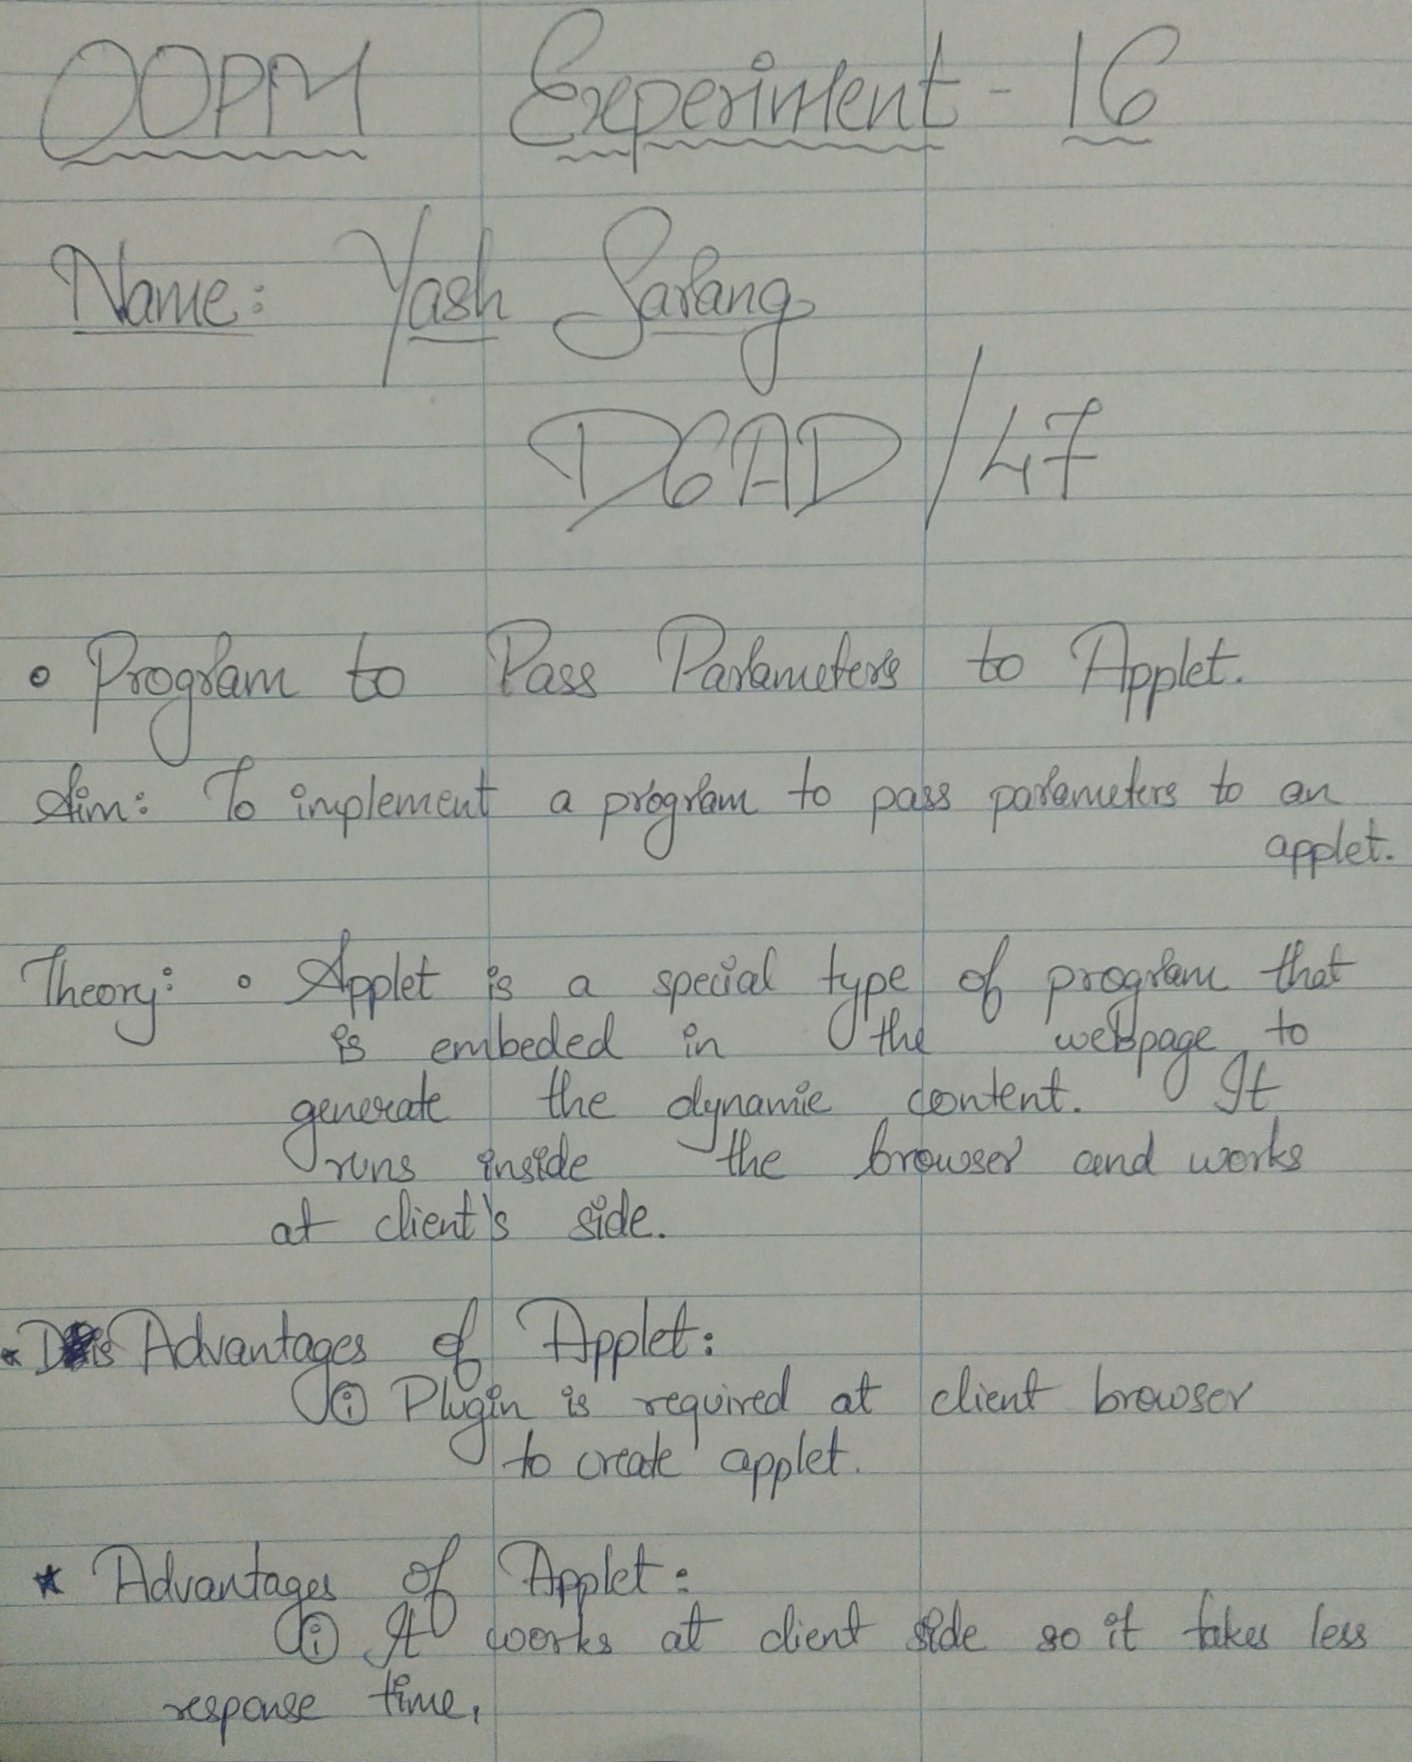 OOPM Experiment - 16
Name: Yash Sarang
D6AD/47
• Program to Pass Parameters to Applet.
Aim: To implement a program to pass parameters to an
applet.
Theory: • Applet is a special type of program that
is embeded in the webpage to
generate the dynamic content. It
runs inside the browser and works
at client's side.
* DisAdvantages of Applet:
(i) Plugin is required at client browser
to create applet.
* Advantages of Applet:
(i) It works at client side so it takes less
response time,